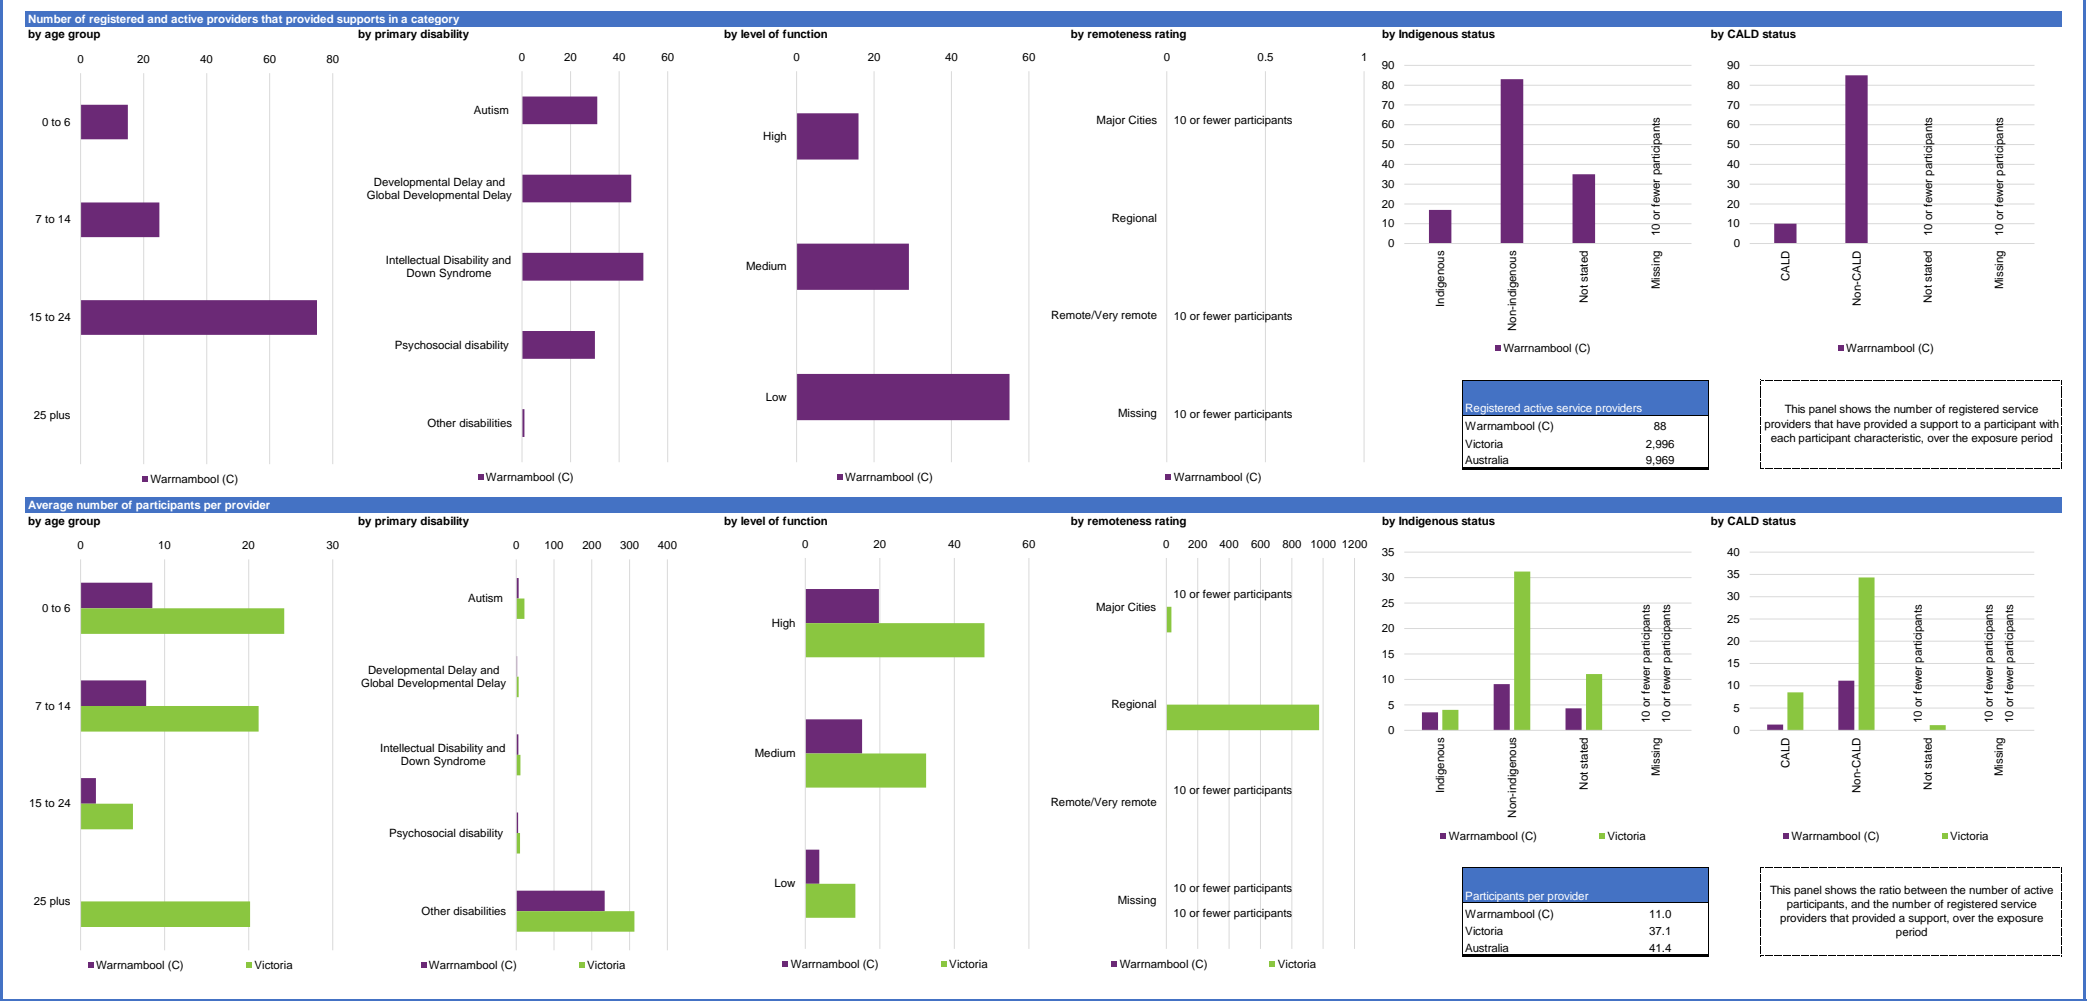 Number of registered and active providers that provided supports in a category
by age group
0 20 40 60 80
0 to 6
7 to 14
15 to 24
25 plus
Warrnambool (C)
by primary disability
0 20 40 60
Autism
Developmental Delay and
Global Developmental Delay
Intellectual Disability and
Down Syndrome
Psychosocial disability
Other disabilities
Warrnambool (C)
by level of function
0 20 40 60
High
Medium
Low
Warrnambool (C)
by remoteness rating
0 0.5 1
Major Cities 10 or fewer participants
Regional
Remote/Very remote 10 or fewer participants
Missing 10 or fewer participants
Warrnambool (C)
by Indigenous status
90
80
70
60
50
40
30
20
10
0
10 or fewer participants
Indigenous
Non-indigenous
Not stated
Missing
Warrnambool (C)
by CALD status
90
80
70
60
50
40
30
20
10
0
10 or fewer participants
10 or fewer participants
CALD
Non-CALD
Not stated
Missing
Warrnambool (C)
Registered active service providers
Warrnambool (C) 88
Victoria 2,996
Australia 9,969
This panel shows the number of registered service
providers that have provided a support to a participant with
each participant characteristic, over the exposure period
Average number of participants per provider
by age group
0 10 20 30
0 to 6
7 to 14
15 to 24
25 plus
Warrnambool (C) Victoria
by primary disability
0 100 200 300 400
Autism
Developmental Delay and
Global Developmental Delay
Intellectual Disability and
Down Syndrome
Psychosocial disability
Other disabilities
Warrnambool (C) Victoria
by level of function
0 20 40 60
High
Medium
Low
Warrnambool (C) Victoria
by remoteness rating
0 200 400 600 800 1000 1200
10 or fewer participants
Major Cities
Regional
10 or fewer participants
Remote/Very remote
10 or fewer participants
Missing
10 or fewer participants
Warrnambool (C) Victoria
by Indigenous status
35
30
25
20
15
10
5
0
10 or fewer participants
10 or fewer participants
Indigenous
Non-indigenous
Not stated
Missing
Warrnambool (C) Victoria
by CALD status
40
35
30
25
20
15
10
5
0
10 or fewer participants
10 or fewer participants
10 or fewer participants
CALD
Non-CALD
Not stated
Missing
Warrnambool (C) Victoria
Participants per provider
Warrnambool (C) 11.0
Victoria 37.1
Australia 41.4
This panel shows the ratio between the number of active
participants, and the number of registered service
providers that provided a support, over the exposure
period